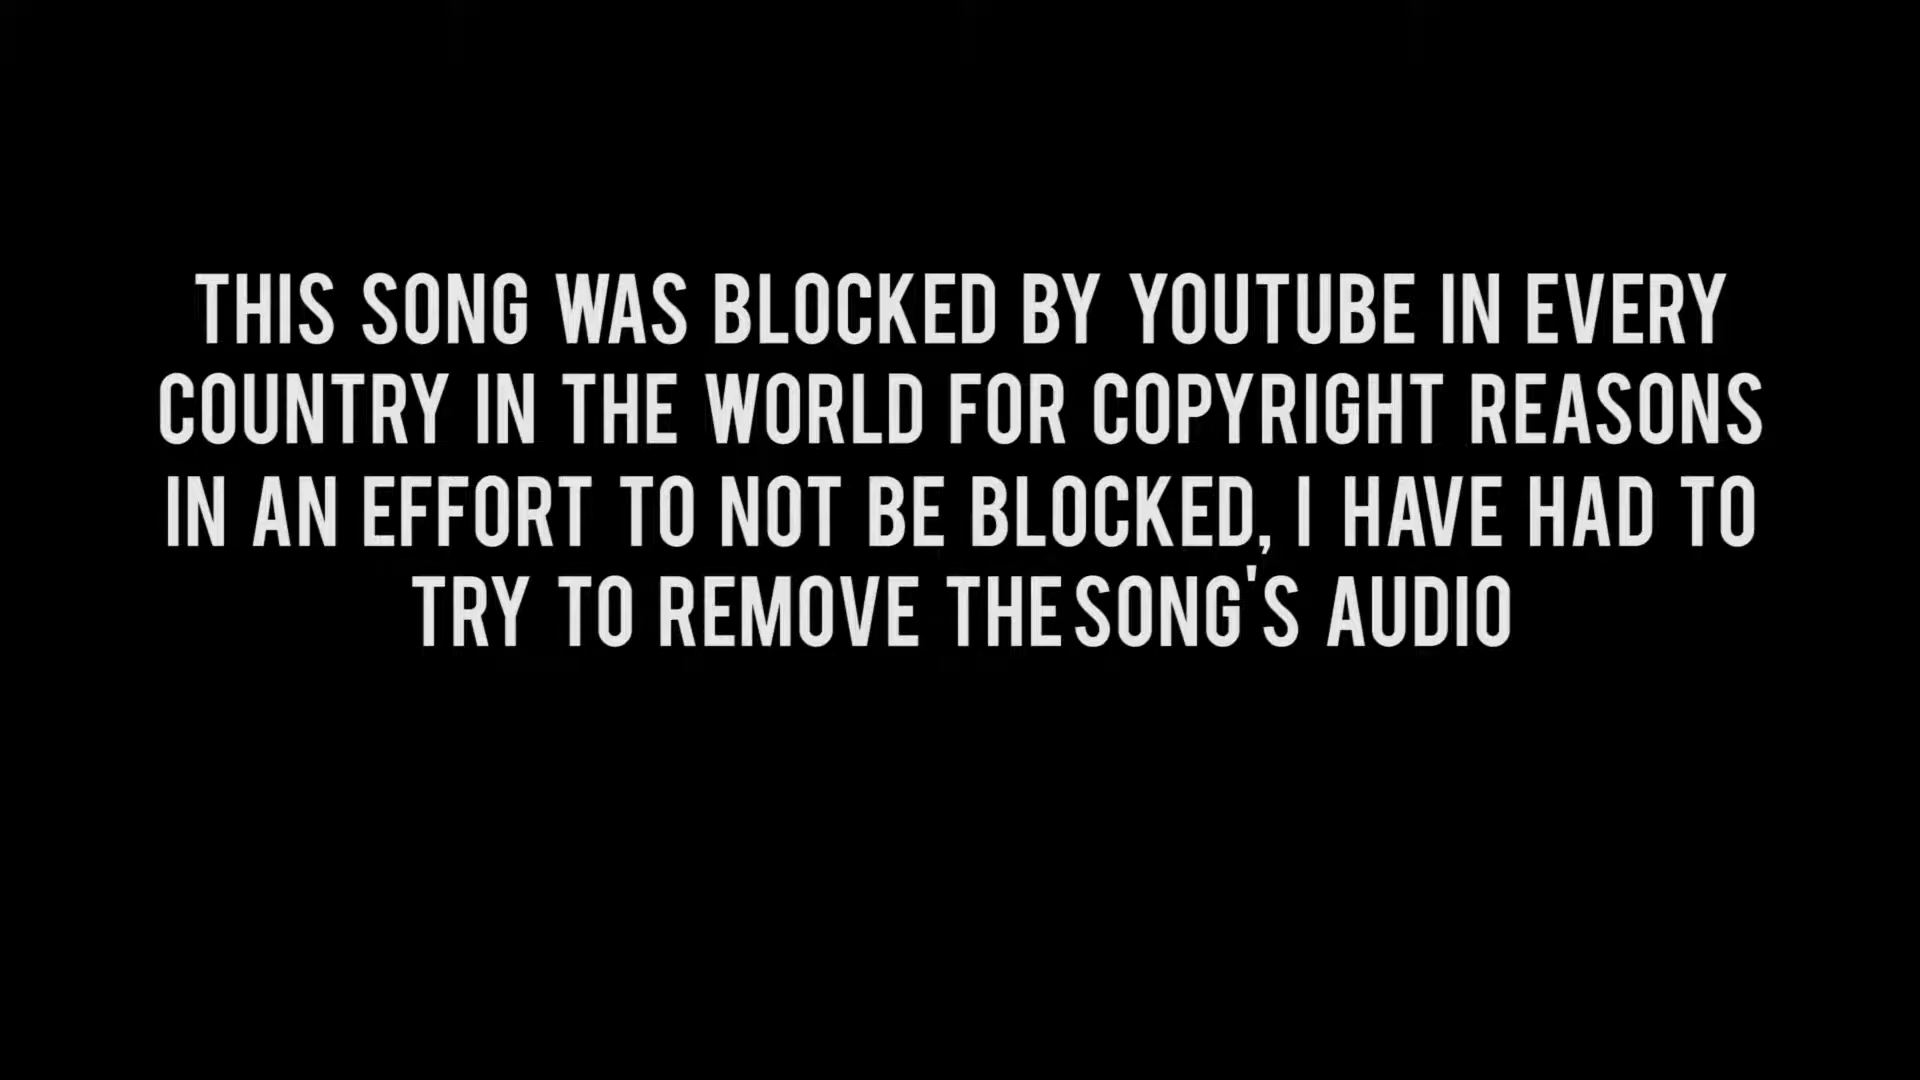 THIS SONG WAS BLOCKED BY YOUTUBE IN EVERY
COUNTRY IN THE WORLD FOR COPYRIGHT REASONS
IN AN EFFORT TO NOT BE BLOCKED, I HAVE HAD TO
TRY TO REMOVE THE SONG'S AUDIO